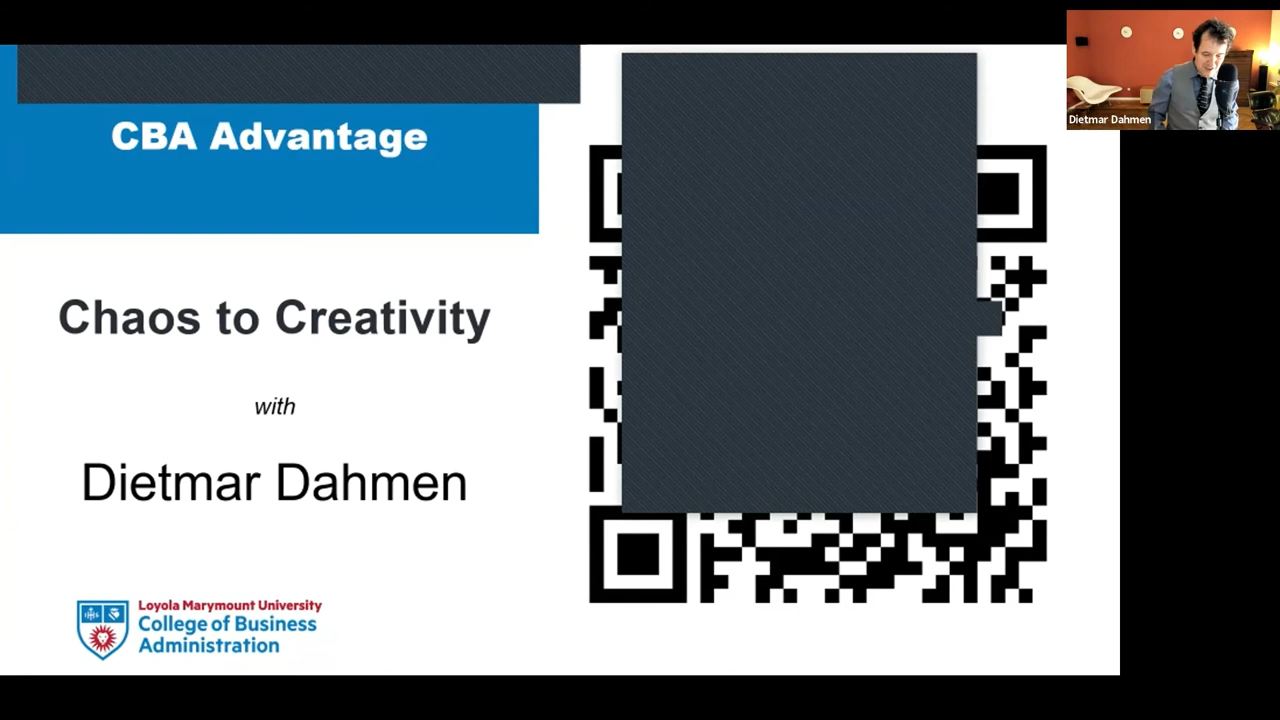 CBA Advantage
Chaos to Creativity
with
Dietmar Dahmen
Loyola Marymount University
College of Business
Administration
Dietmar Dahmen